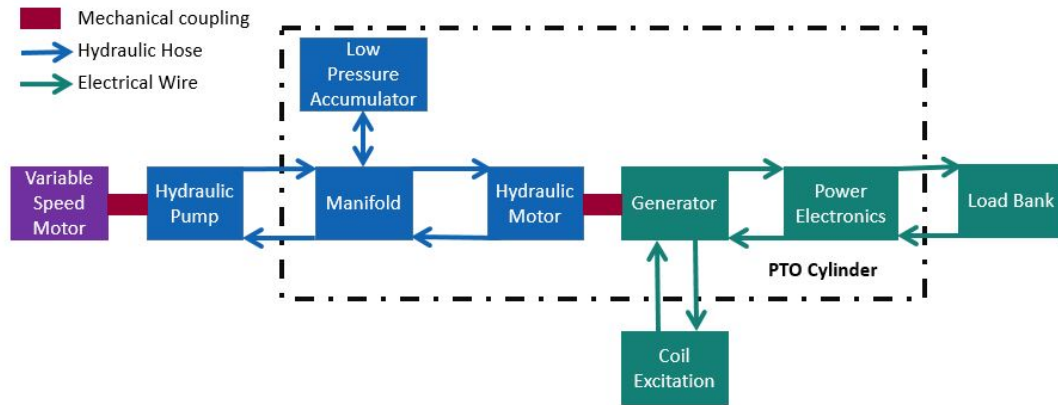 Mechanical coupling
Hydraulic Hose
Electrical Wire
Low
Pressure
Accumulator
Variable
Speed
Motor
Hydraulic
Pump
Manifold
Hydraulic
Motor
Generator
Power
Electronics
Load Bank
PTO Cylinder
Coil
Excitation